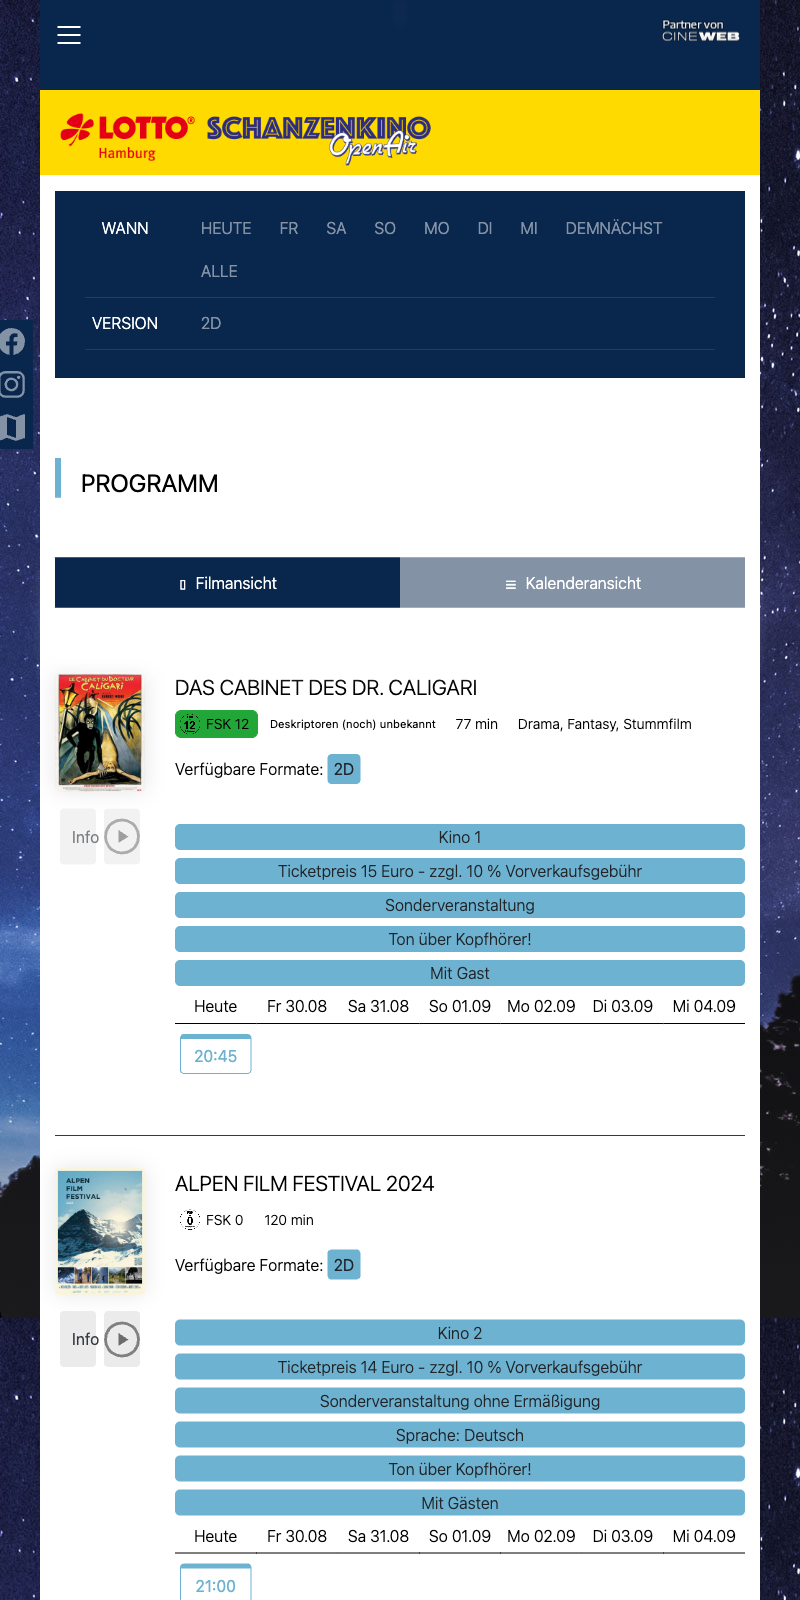 Partner von
CINEWEB
LOTTO®
Hamburg
SCHANZENKINO
OpenAir
WANN HEUTE FR SA SO MO DI MI DEMNÄCHST
ALLE
VERSION 2D
PROGRAMM
Filmansicht Kalenderansicht
LE CABINET DU DOCTEUR
CALIGARI
DAS CABINET DES DR. CALIGARI
12 FSK 12 Deskriptoren (noch) unbekannt 77 min Drama, Fantasy, Stummfilm
Verfügbare Formate: 2D
Info
Kino 1
Ticketpreis 15 Euro - zzgl. 10 % Vorverkaufsgebühr
Sonderveranstaltung
Ton über Kopfhörer!
Mit Gast
Heute Fr 30.08 Sa 31.08 So 01.09 Mo 02.09 Di 03.09 Mi 04.09
20:45
ALPEN
FILM
FESTIVAL
ALPEN FILM FESTIVAL 2024
0 FSK 0 120 min
Verfügbare Formate: 2D
Info
Kino 2
Ticketpreis 14 Euro - zzgl. 10 % Vorverkaufsgebühr
Sonderveranstaltung ohne Ermäßigung
Sprache: Deutsch
Ton über Kopfhörer!
Mit Gästen
Heute Fr 30.08 Sa 31.08 So 01.09 Mo 02.09 Di 03.09 Mi 04.09
21:00